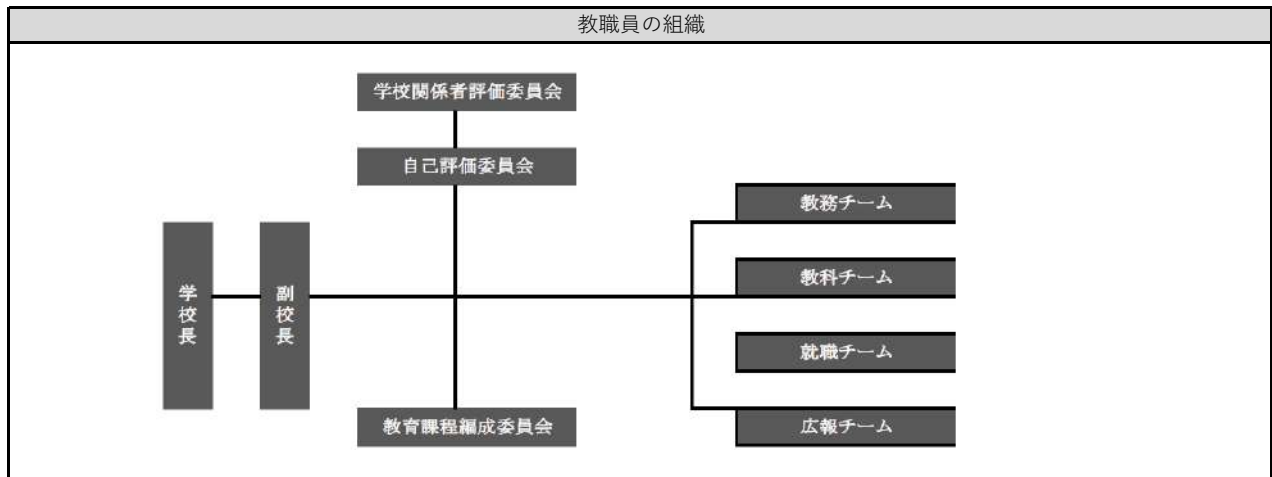 教職員の組織
学校関係者評価委員会
自己評価委員会
学校長
副校長
教育課程編成委員会
教務チーム
教科チーム
就職チーム
広報チーム